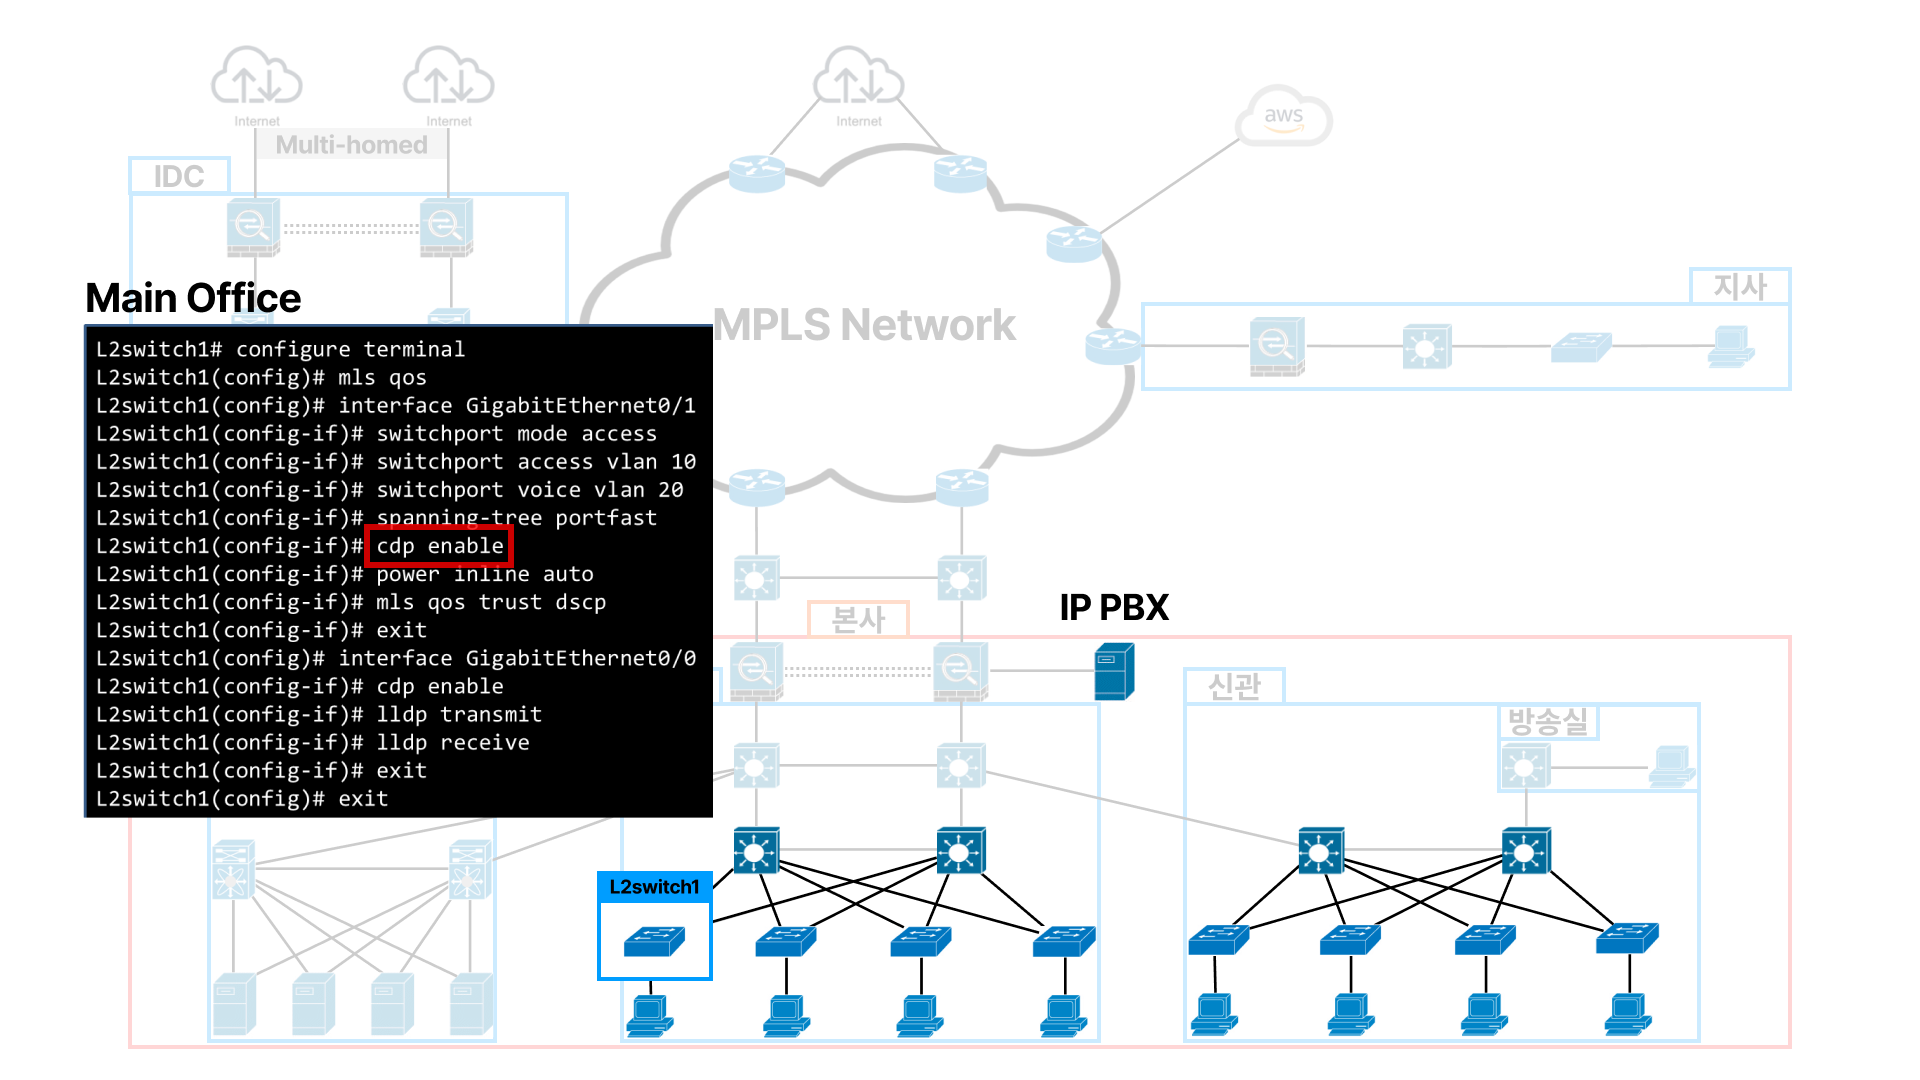 Internet
Internet
Internet
aws
Multi-homed
IDC
MPLS Network
지사
Main Office
L2switch1# configure terminal
L2switch1(config)# mls qos
L2switch1(config)# interface GigabitEthernet0/1
L2switch1(config-if)# switchport mode access
L2switch1(config-if)# switchport access vlan 10
L2switch1(config-if)# switchport voice vlan 20
L2switch1(config-if)# spanning-tree portfast
L2switch1(config-if)# cdp enable
L2switch1(config-if)# power inline auto
L2switch1(config-if)# mls qos trust dscp
L2switch1(config-if)# exit
L2switch1(config)# interface GigabitEthernet0/0
L2switch1(config-if)# cdp enable
L2switch1(config-if)# lldp transmit
L2switch1(config-if)# lldp receive
L2switch1(config-if)# exit
L2switch1(config)# exit
본사
IP PBX
신관
방송실
L2switch1